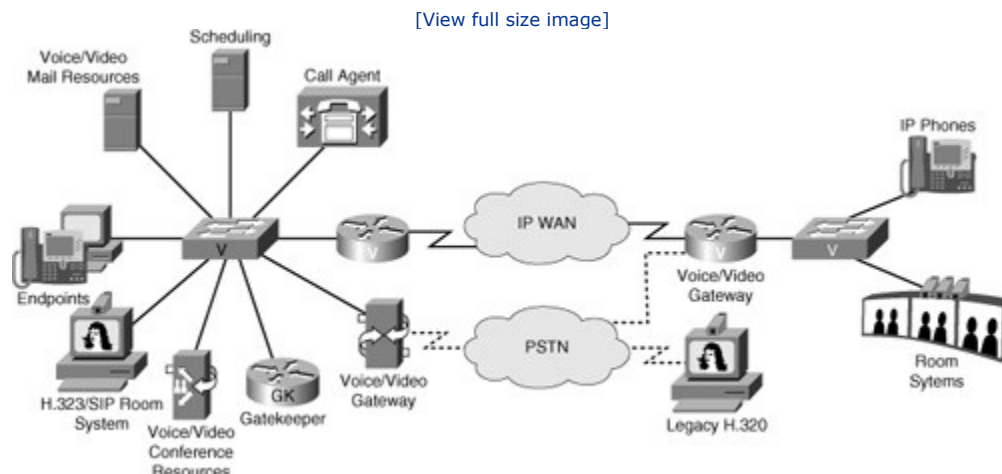 [View full size image]
Scheduling
Voice/Video
Mail Resources
Call Agent
IP Phones
IP WAN
V
V
V
V
Endpoints
Voice/Video
Gateway
PSTN
H.323/SIP Room
System
GK
Gatekeeper
Voice/Video
Gateway
Legacy H.320
Room
Sytems
Voice/Video
Conference
Resources